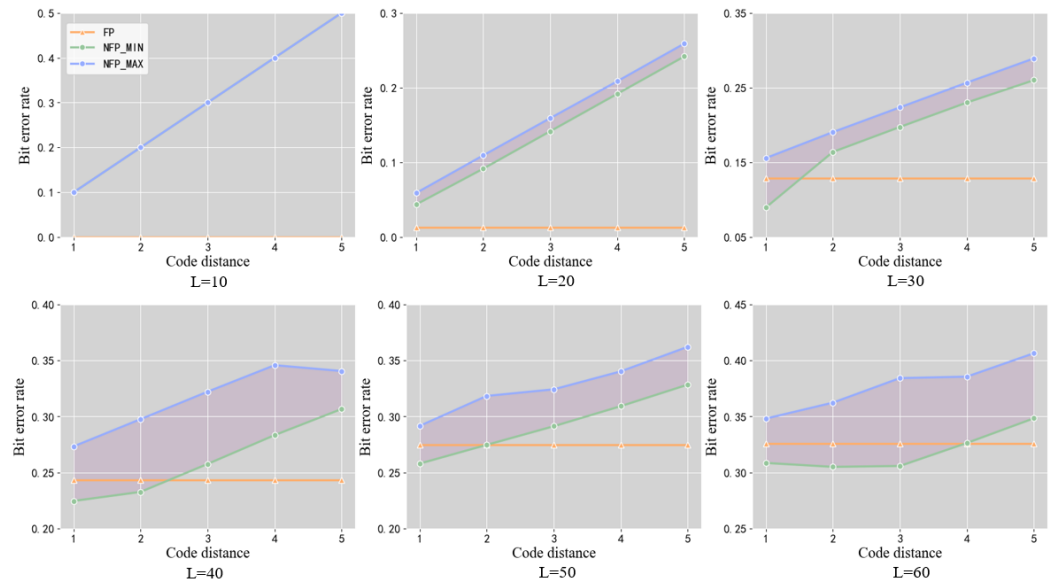 0.5
0.4
0.3
0.2
0.1
0.0
Bit error rate
FP
NFP_MIN
NFP_MAX
1 2 3 4 5
Code distance
L=10
0.3
0.2
0.1
0.0
Bit error rate
1 2 3 4 5
Code distance
L=20
0.35
0.25
0.15
0.05
Bit error rate
1 2 3 4 5
Code distance
L=30
0.40
0.35
0.30
0.25
0.20
Bit error rate
1 2 3 4 5
Code distance
L=40
0.40
0.35
0.30
0.25
0.20
Bit error rate
1 2 3 4 5
Code distance
L=50
0.45
0.40
0.35
0.30
0.25
Bit error rate
1 2 3 4 5
Code distance
L=60